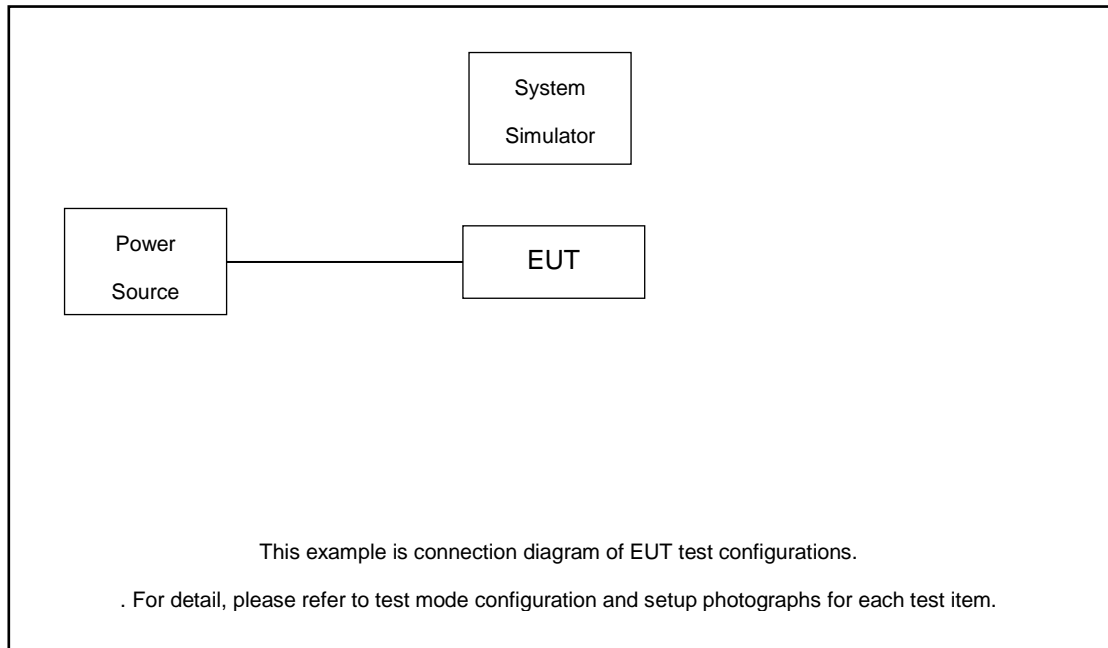 System
Simulator
Power
Source
EUT
This example is connection diagram of EUT test configurations.
. For detail, please refer to test mode configuration and setup photographs for each test item.